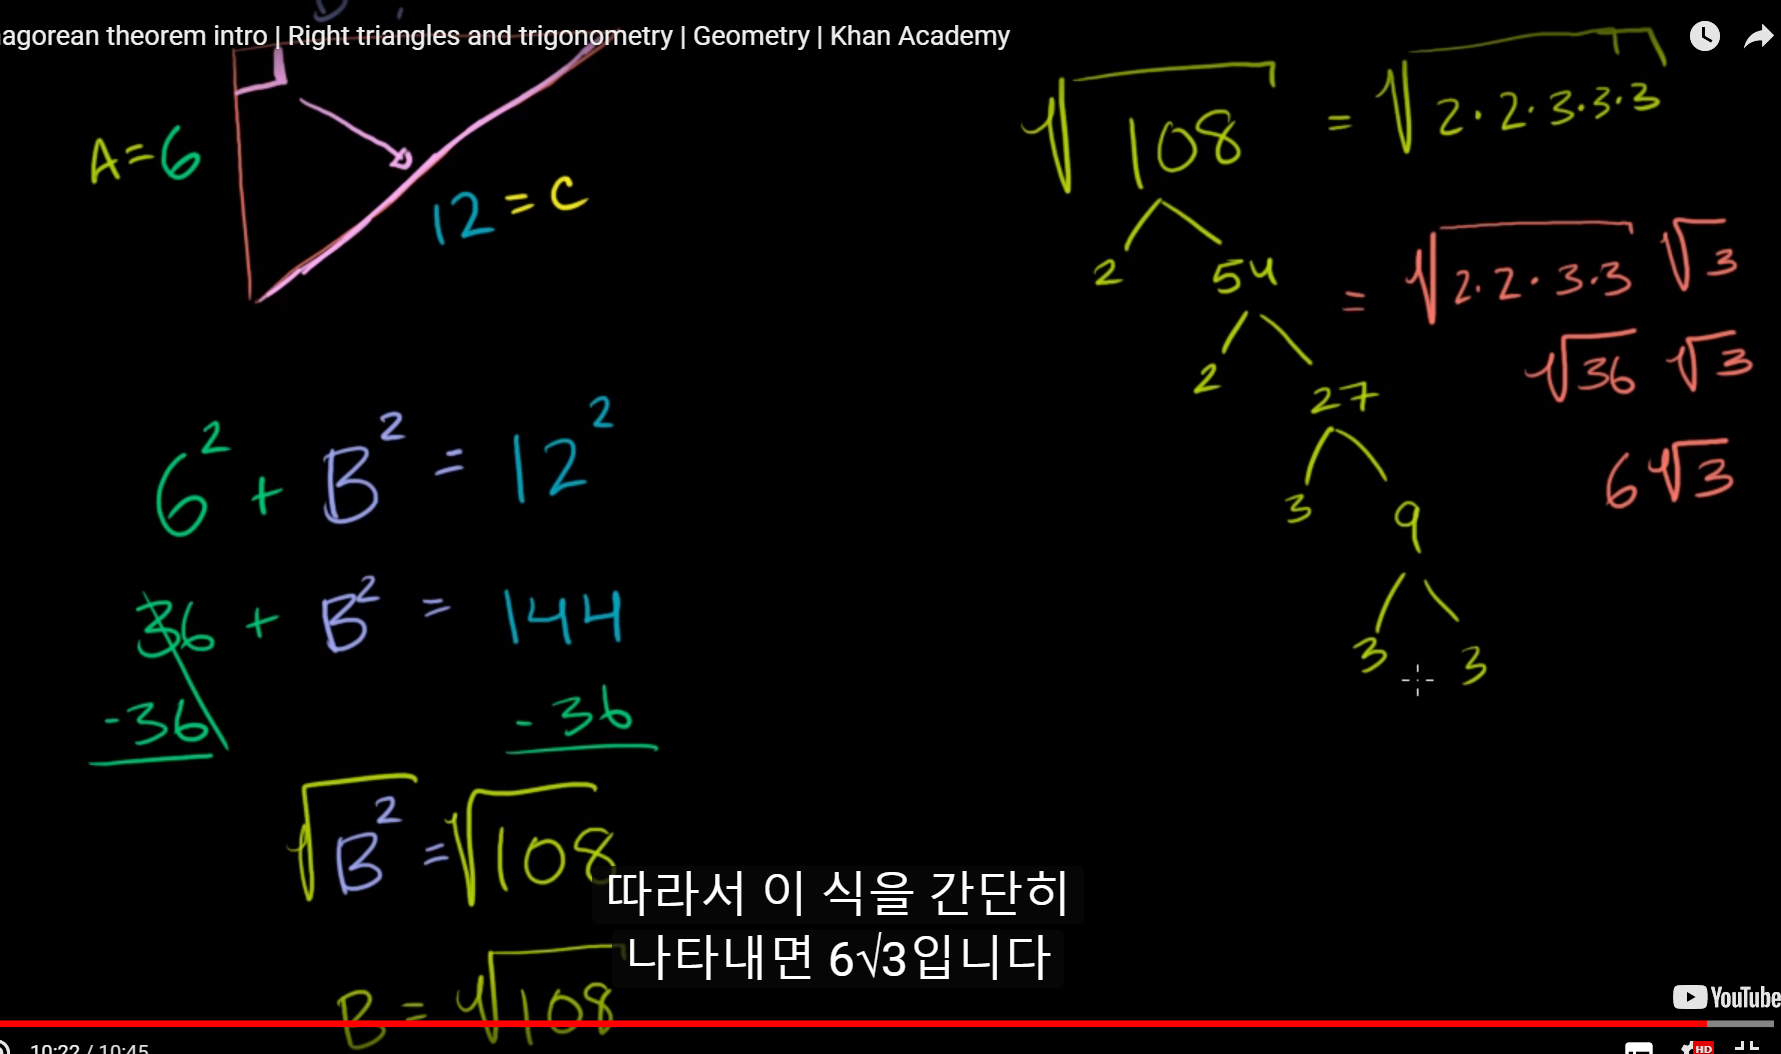 agorean theorem intro | Right triangles and trigonometry | Geometry | Khan Academy
A=6
12 = c
6² + B² = 12²
36 + B² = 144
-36 -36
√B² = √108
B = √108
√108 = √2·2·3·3·3
2 54
= √2·2·3·3 √3
2 27
√36 √3
3 9
6√3
3 3
따라서 이 식을 간단히
나타내면 6√3입니다
YouTube
10:22 / 10:45
HD